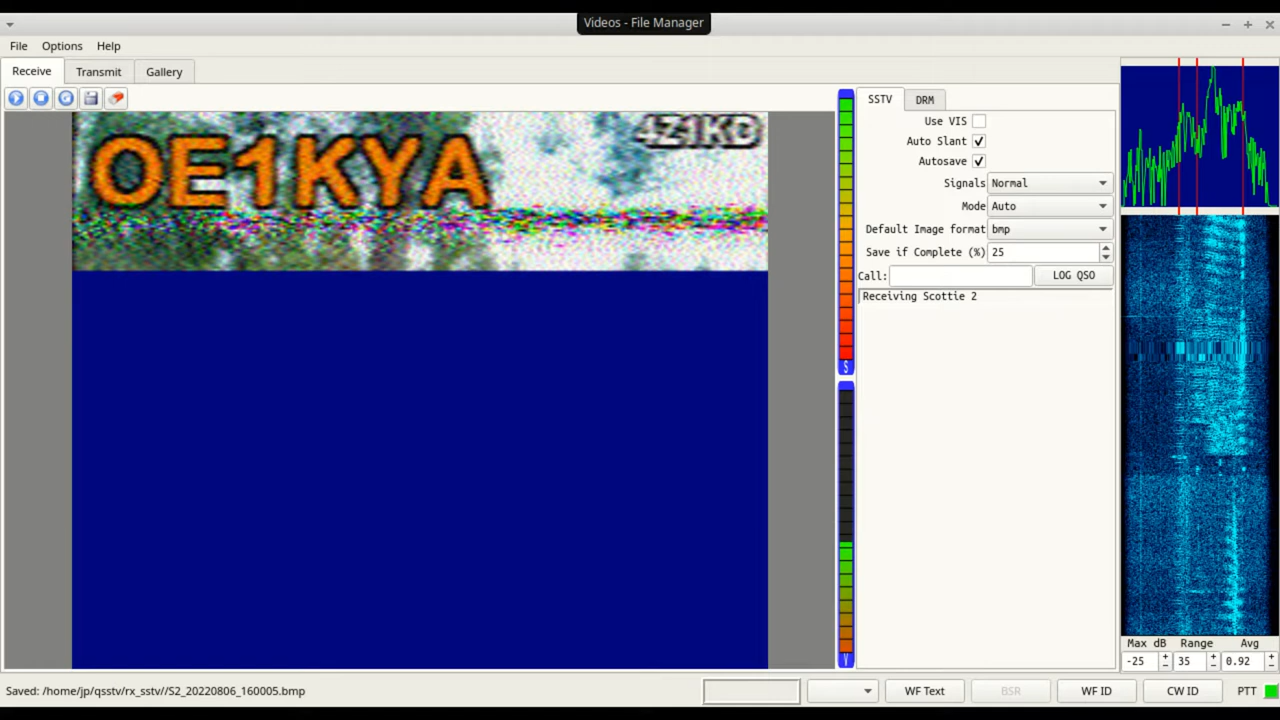 Videos - File Manager
File Options Help
Receive Transmit Gallery
OE1KYA
SSTV DRM
Use VIS
Auto Slant
Autosave
Signals Normal
Mode Auto
Default Image format bmp
Save if Complete (%) 25
Call: LOG QSO
Receiving Scottie 2
S
V
Max dB Range Avg
-25 35 0.92
Saved: /home/jp/qsstv/rx_sstv//S2_20220806_160005.bmp
WF Text BSR WF ID CW ID PTT